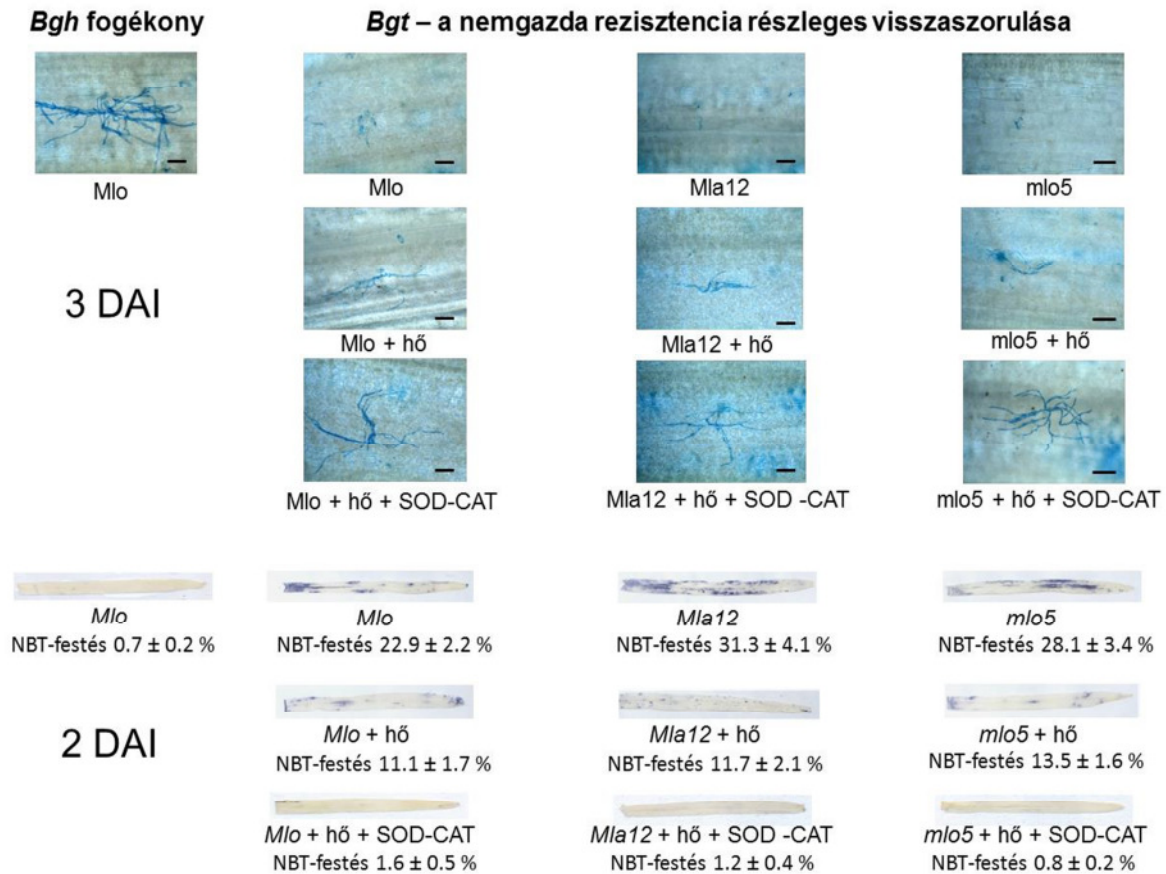 Bgh fogékony
Bgt – a nemgazda rezisztencia részleges visszaszorulása
Mlo
Mlo
Mla12
mlo5
3 DAI
Mlo + hő
Mla12 + hő
mlo5 + hő
Mlo + hő + SOD-CAT
Mla12 + hő + SOD -CAT
mlo5 + hő + SOD-CAT
Mlo
NBT-festés 0.7 ± 0.2 %
Mlo
NBT-festés 22.9 ± 2.2 %
Mla12
NBT-festés 31.3 ± 4.1 %
mlo5
NBT-festés 28.1 ± 3.4 %
2 DAI
Mlo + hő
NBT-festés 11.1 ± 1.7 %
Mla12 + hő
NBT-festés 11.7 ± 2.1 %
mlo5 + hő
NBT-festés 13.5 ± 1.6 %
Mlo + hő + SOD-CAT
NBT-festés 1.6 ± 0.5 %
Mla12 + hő + SOD -CAT
NBT-festés 1.2 ± 0.4 %
mlo5 + hő + SOD-CAT
NBT-festés 0.8 ± 0.2 %